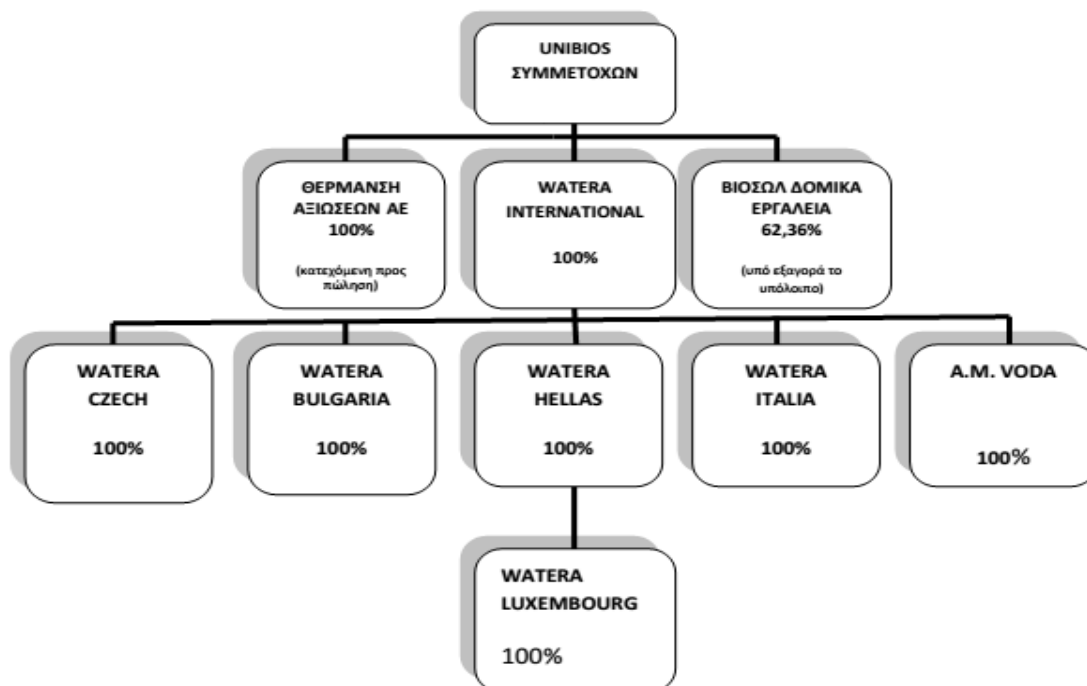 UNIBIOS
ΣΥΜΜΕΤΟΧΩΝ
ΘΕΡΜΑΝΣΗ
ΑΞΙΩΣΕΩΝ ΑΕ
100%
(κατεχόμενη προς
πώληση)
WATERA
INTERNATIONAL
100%
ΒΙΟΣΩΛ ΔΟΜΙΚΑ
ΕΡΓΑΛΕΙΑ
62,36%
(υπό εξαγορά το
υπόλοιπο)
WATERA
CZECH
100%
WATERA
BULGARIA
100%
WATERA
HELLAS
100%
WATERA
ITALIA
100%
A.M. VODA
100%
WATERA
LUXEMBOURG
100%